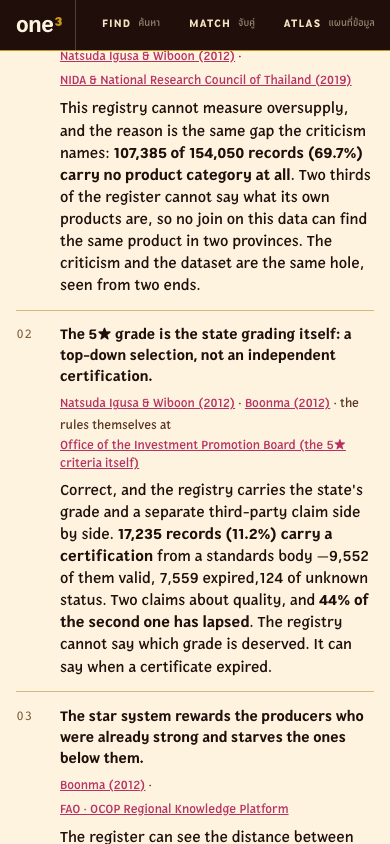 one³ FIND ค้นหา MATCH จับคู่ ATLAS แผนที่ข้อมูล
Natsuda Igusa & Wiboon (2012) ·
NIDA & National Research Council of Thailand (2019)
This registry cannot measure oversupply,
and the reason is the same gap the criticism
names: 107,385 of 154,050 records (69.7%)
carry no product category at all. Two thirds
of the register cannot say what its own
products are, so no join on this data can find
the same product in two provinces. The
criticism and the dataset are the same hole,
seen from two ends.
02
The 5★ grade is the state grading itself: a
top-down selection, not an independent
certification.
Natsuda Igusa & Wiboon (2012) · Boonma (2012) · the
rules themselves at
Office of the Investment Promotion Board (the 5★
criteria itself)
Correct, and the registry carries the state's
grade and a separate third-party claim side
by side. 17,235 records (11.2%) carry a
certification from a standards body —9,552
of them valid, 7,559 expired,124 of unknown
status. Two claims about quality, and 44% of
the second one has lapsed. The registry
cannot say which grade is deserved. It can
say when a certificate expired.
03
The star system rewards the producers who
were already strong and starves the ones
below them.
Boonma (2012) ·
FAO · OCOP Regional Knowledge Platform
The register can see the distance between